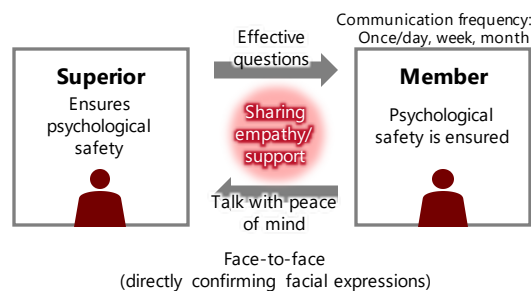 Communication frequency:
Once/day, week, month
Effective
questions
Superior
Ensures
psychological
safety
Sharing
empathy/
support
Member
Psychological
safety is ensured
Talk with peace
of mind
Face-to-face
(directly confirming facial expressions)